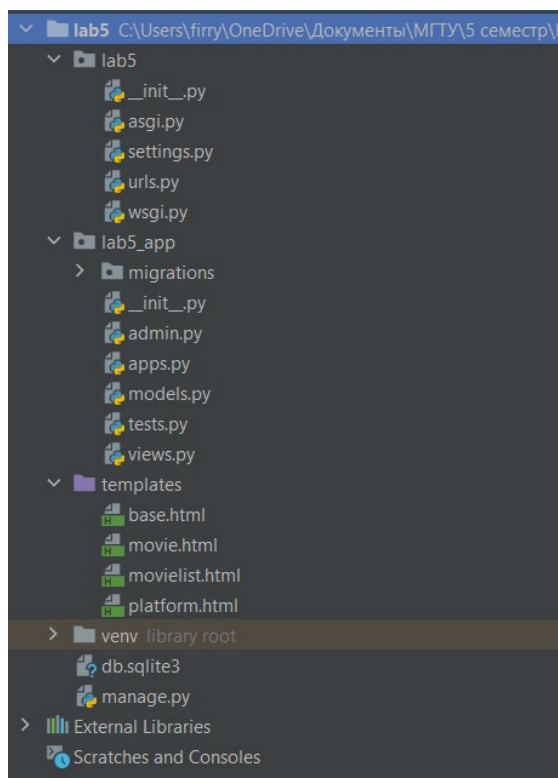 lab5 C:\Users\firry\OneDrive\Документы\МГТУ\5 семестр\
lab5
__init__.py
asgi.py
settings.py
urls.py
wsgi.py
lab5_app
migrations
__init__.py
admin.py
apps.py
models.py
tests.py
views.py
templates
base.html
movie.html
movielist.html
platform.html
venv library root
db.sqlite3
manage.py
External Libraries
Scratches and Consoles